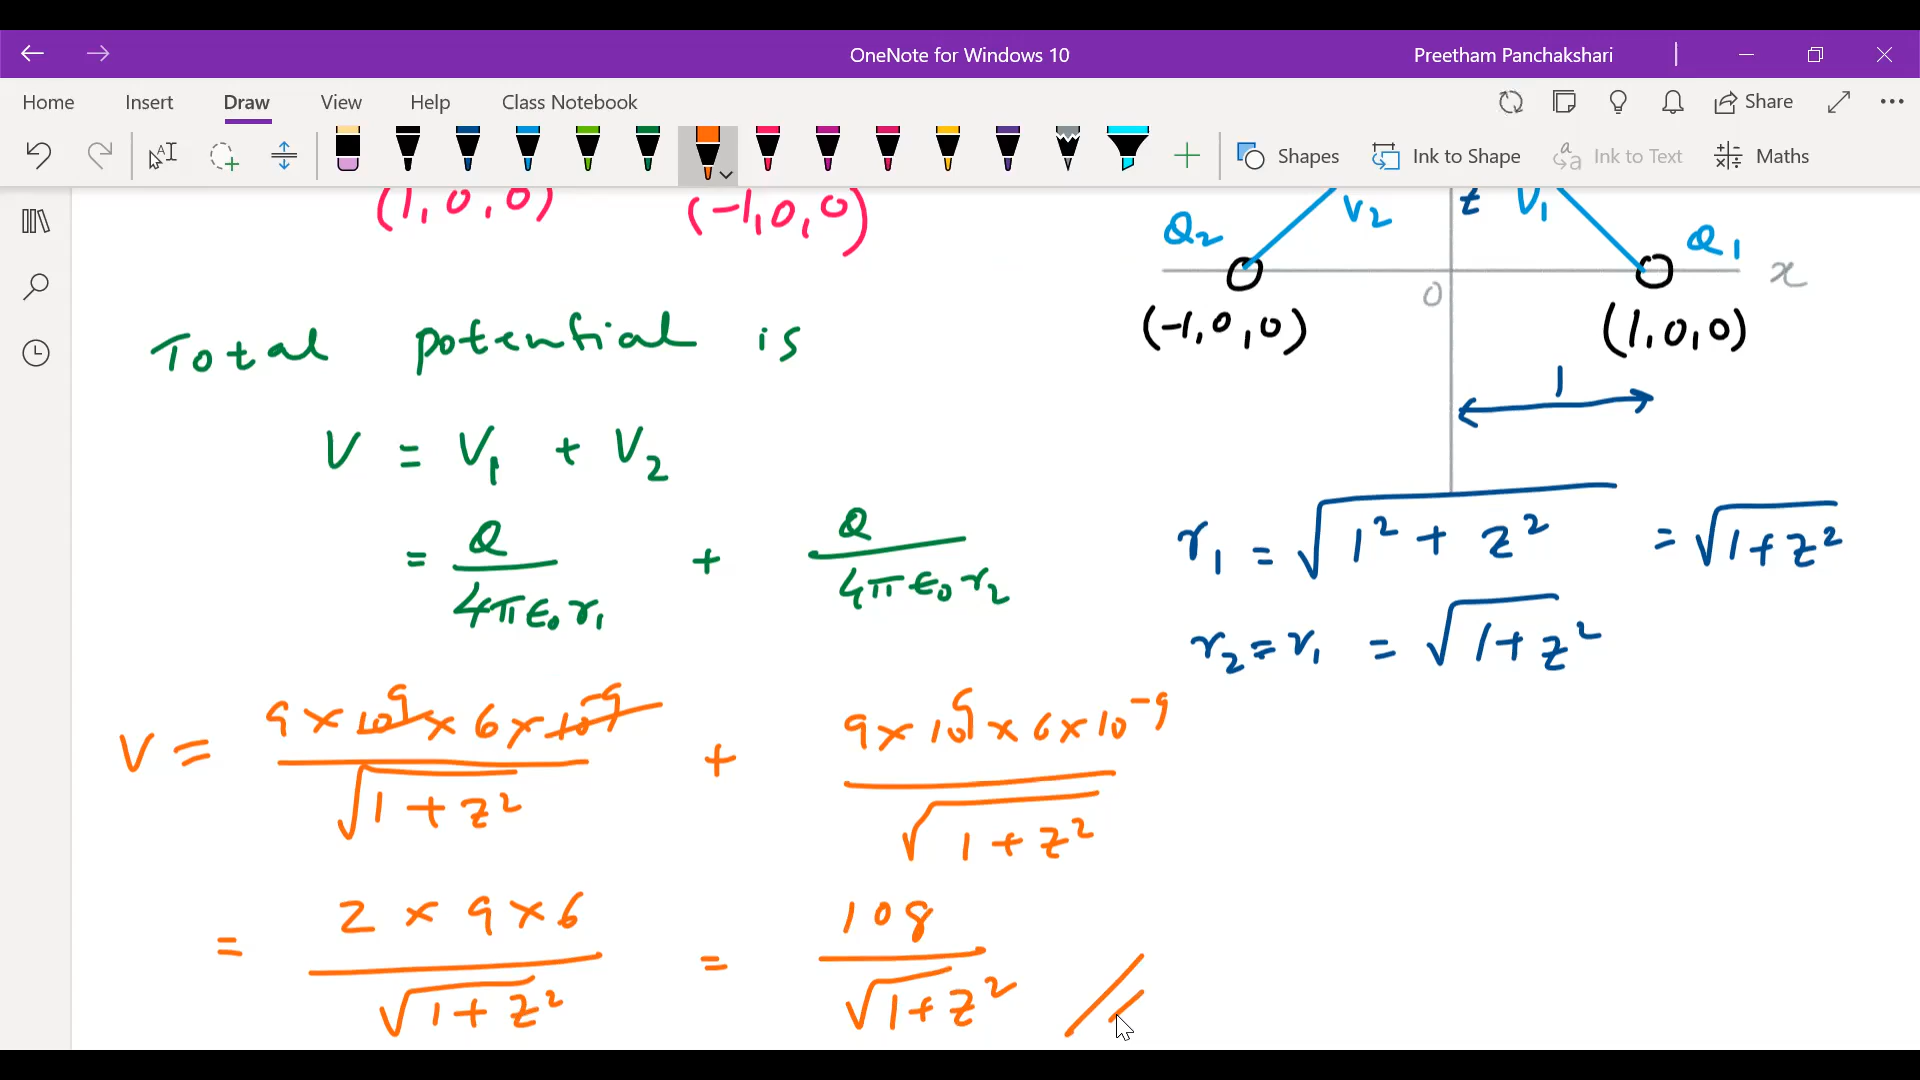 OneNote for Windows 10 Preetham Panchakshari
Home Insert Draw View Help Class Notebook Share
Shapes Ink to Shape Ink to Text Maths
(1, 0, 0) (-1, 0, 0)
V2 z V1
Q2 Q1
0 x
(-1, 0, 0) (1, 0, 0)
1
Total potential is
V = V1 + V2
= Q/4πε0r1 + Q/4πε0r2
r1 = √(1² + z²) = √(1+z²)
r2 = r1 = √(1+z²)
V = 9 × 10⁹ × 6 × 10⁻⁹/√(1 + z²) + 9 × 10⁹ × 6 × 10⁻⁹/√(1 + z²)
= 2 × 9 × 6/√(1+z²) = 108/√(1+z²) //